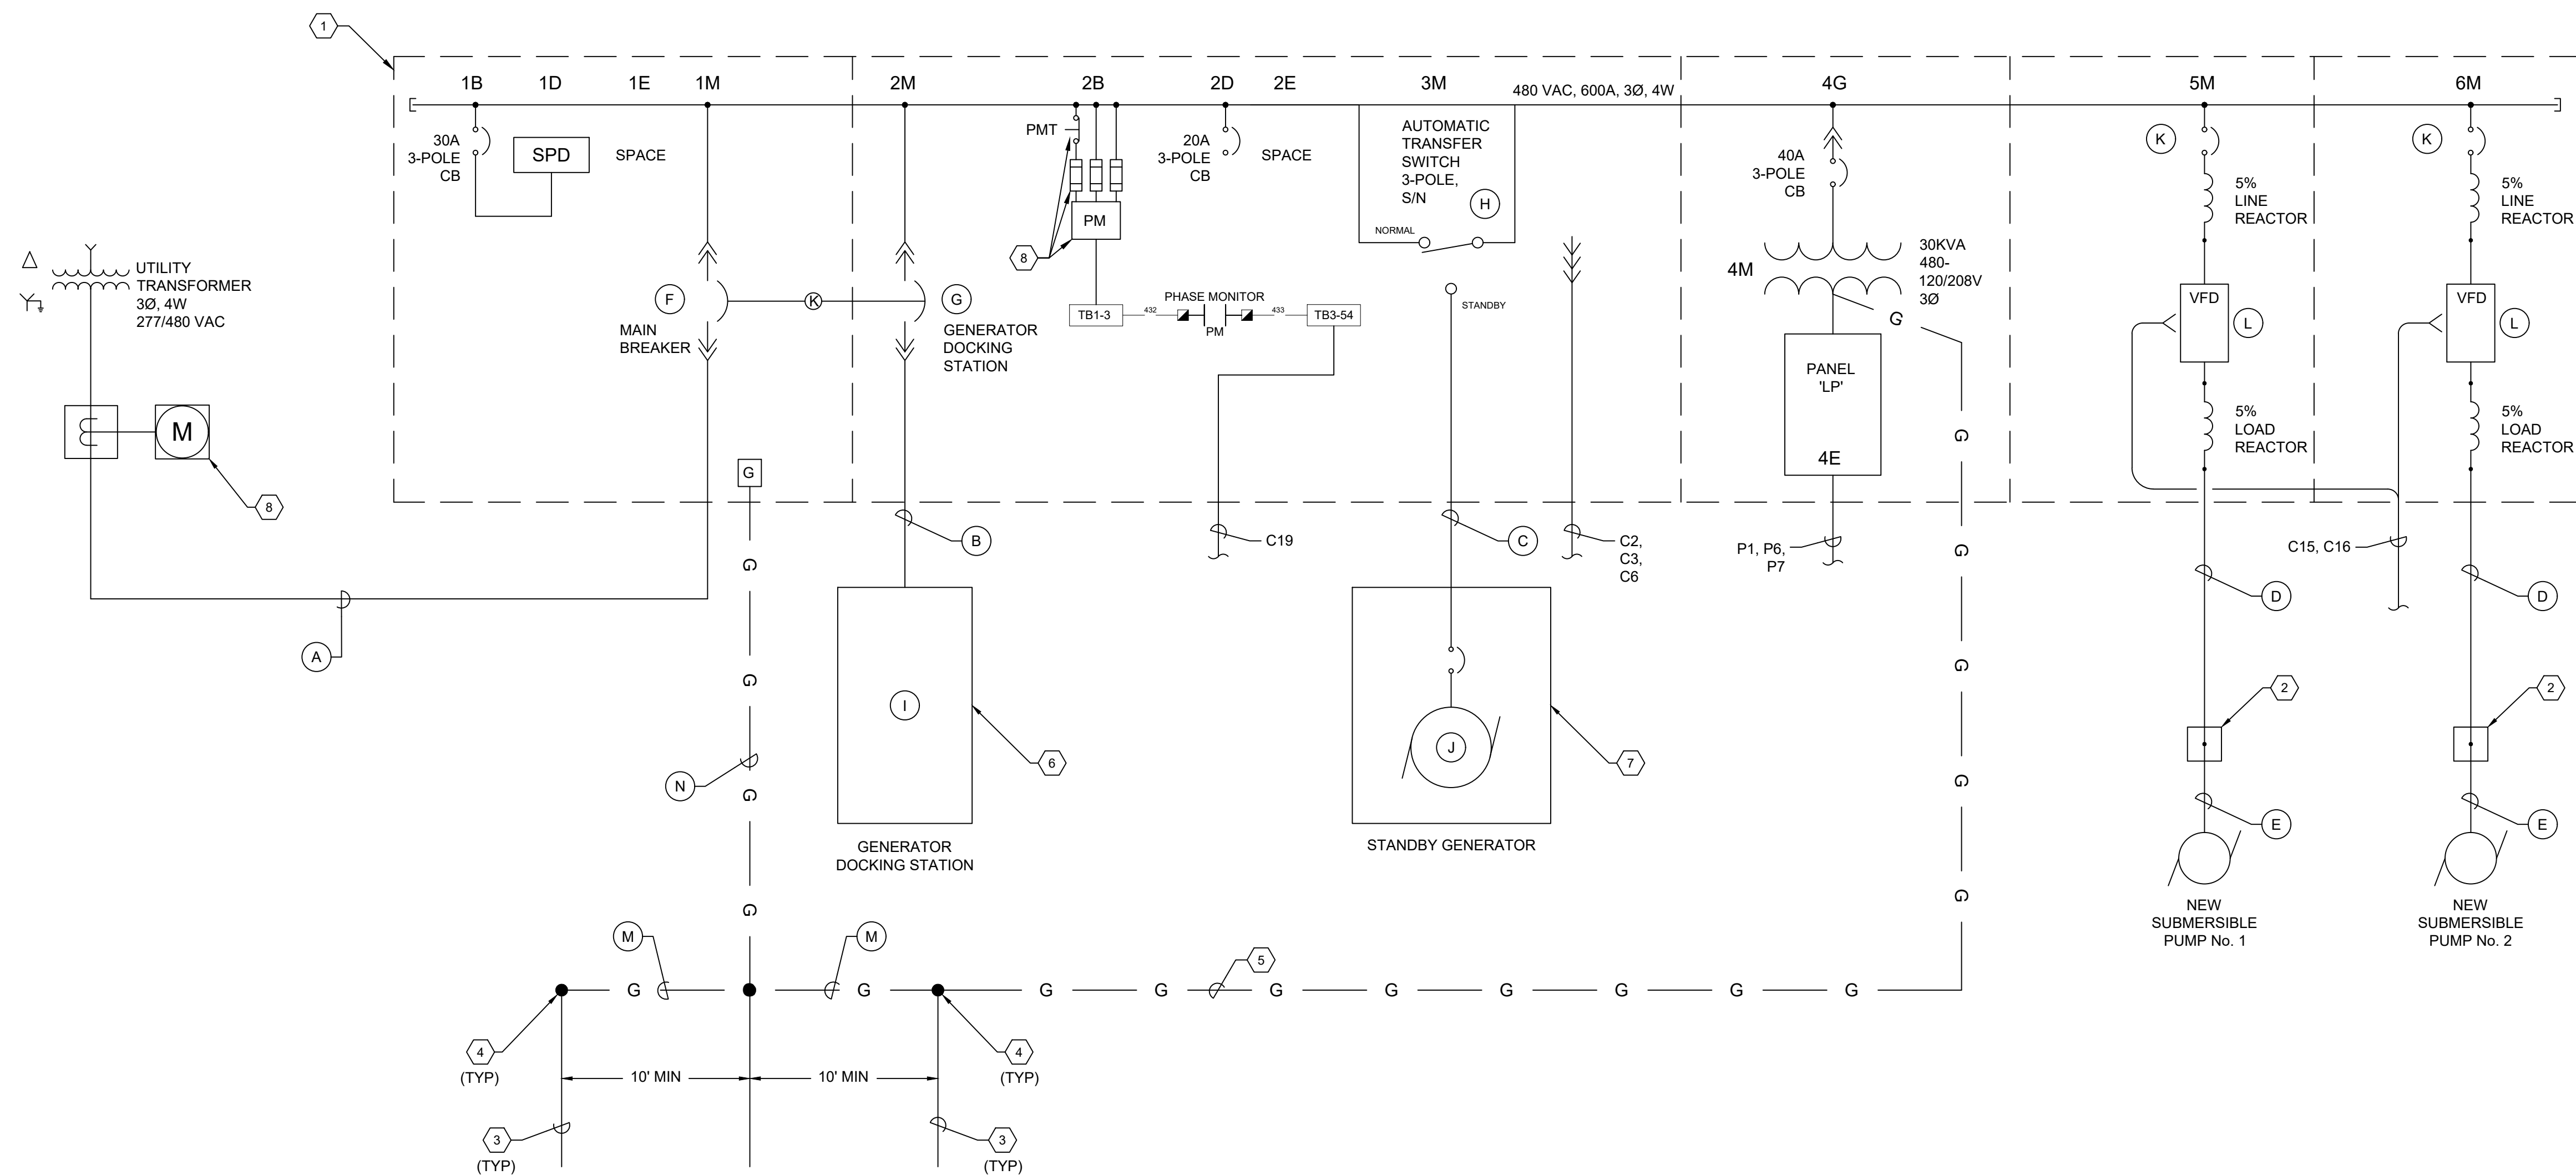 1
1B
1D
1E
1M
2M
2B
2D
2E
3M
480 VAC, 600A, 3Ø, 4W
4G
5M
6M
30A
3-POLE
CB
SPD
SPACE
PMT
PM
8
20A
3-POLE
CB
SPACE
AUTOMATIC
TRANSFER
SWITCH
3-POLE,
S/N
H
NORMAL
STANDBY
40A
3-POLE
CB
4M
30KVA
480-
120/208V
3Ø
G
K
5%
LINE
REACTOR
K
5%
LINE
REACTOR
UTILITY
TRANSFORMER
3Ø, 4W
277/480 VAC
F
MAIN
BREAKER
K
G
GENERATOR
DOCKING
STATION
TB1-3
432
PHASE MONITOR
PM
433
TB3-54
PANEL
'LP'
4E
VFD
L
VFD
L
5%
LOAD
REACTOR
5%
LOAD
REACTOR
M
8
G
G
B
C19
C
C2,
C3,
C6
P1, P6,
P7
C15, C16
G
G
D
D
A
G
G
I
J
G
2
2
6
7
N
G
G
E
E
GENERATOR
DOCKING STATION
STANDBY GENERATOR
G
G
NEW
SUBMERSIBLE
PUMP No. 1
NEW
SUBMERSIBLE
PUMP No. 2
M
M
5
G
G
G
G
G
G
G
G
G
G
4
(TYP)
4
(TYP)
10' MIN
10' MIN
3
(TYP)
3
(TYP)